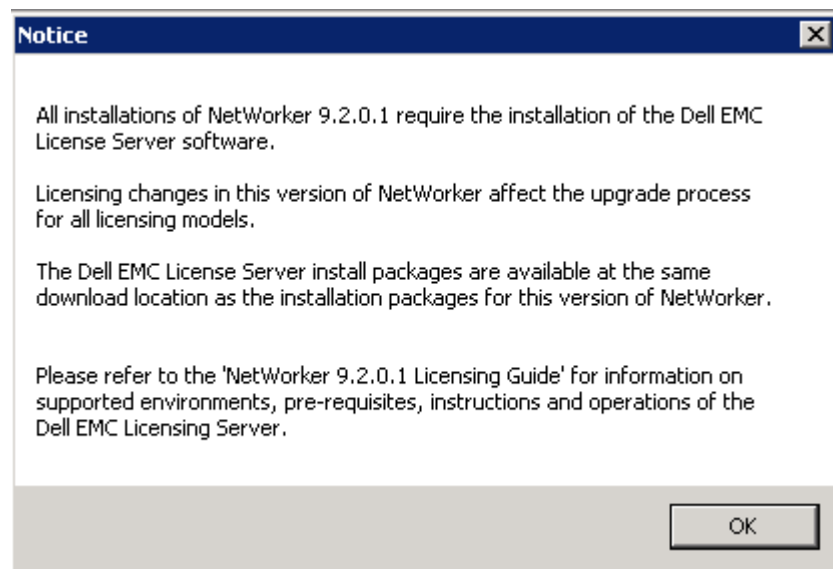 Notice
All installations of NetWorker 9.2.0.1 require the installation of the Dell EMC
License Server software.
Licensing changes in this version of NetWorker affect the upgrade process
for all licensing models.
The Dell EMC License Server install packages are available at the same
download location as the installation packages for this version of NetWorker.
Please refer to the 'NetWorker 9.2.0.1 Licensing Guide' for information on
supported environments, pre-requisites, instructions and operations of the
Dell EMC Licensing Server.
OK